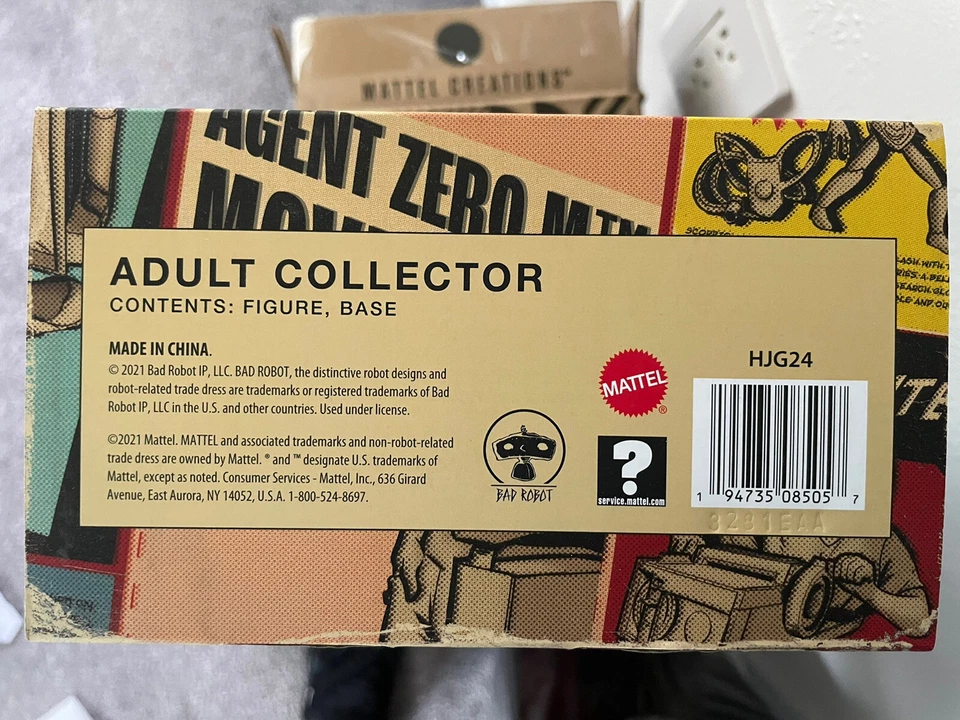 MATTEL CREATIONS
AGENT ZERO
ADULT COLLECTOR
CONTENTS: FIGURE, BASE
MADE IN CHINA.
© 2021 Bad Robot IP, LLC. BAD ROBOT, the distinctive robot designs and
robot-related trade dress are trademarks or registered trademarks of Bad
Robot IP, LLC in the U.S. and other countries. Used under license.
©2021 Mattel. MATTEL and associated trademarks and non-robot-related
trade dress are owned by Mattel. ® and ™ designate U.S. trademarks of
Mattel, except as noted. Consumer Services - Mattel, Inc., 636 Girard
Avenue, East Aurora, NY 14052, U.S.A. 1-800-524-8697.
BAD ROBOT
MATTEL®
?
service.mattel.com
HJG24
1 94735 08505 7
3291EAA